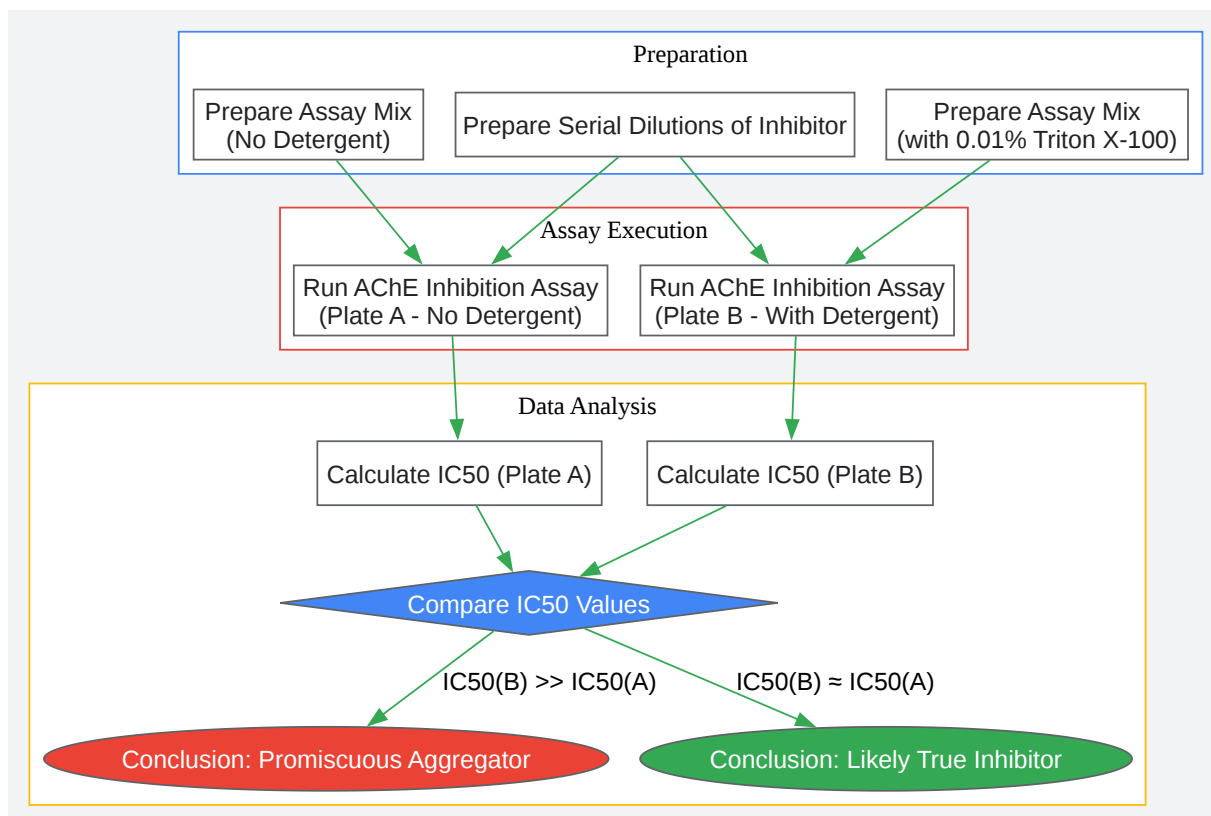 Preparation
Prepare Assay Mix
(No Detergent)
Prepare Serial Dilutions of Inhibitor
Prepare Assay Mix
(with 0.01% Triton X-100)
Assay Execution
Run AChE Inhibition Assay
(Plate A - No Detergent)
Run AChE Inhibition Assay
(Plate B - With Detergent)
Data Analysis
Calculate IC50 (Plate A)
Calculate IC50 (Plate B)
Compare IC50 Values
IC50(B) >> IC50(A)
IC50(B) ≈ IC50(A)
Conclusion: Promiscuous Aggregator
Conclusion: Likely True Inhibitor